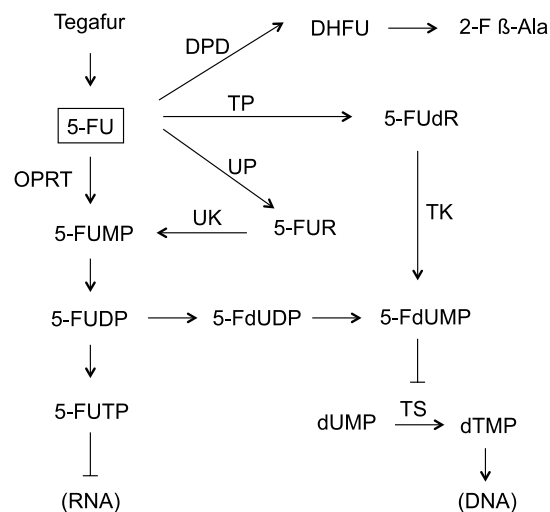 Tegafur
DPD
DHFU
2-F ß-Ala
5-FU
TP
5-FUdR
OPRT
UP
5-FUMP
UK
5-FUR
TK
5-FUDP
5-FdUDP
5-FdUMP
5-FUTP
dUMP
TS
dTMP
(RNA)
(DNA)